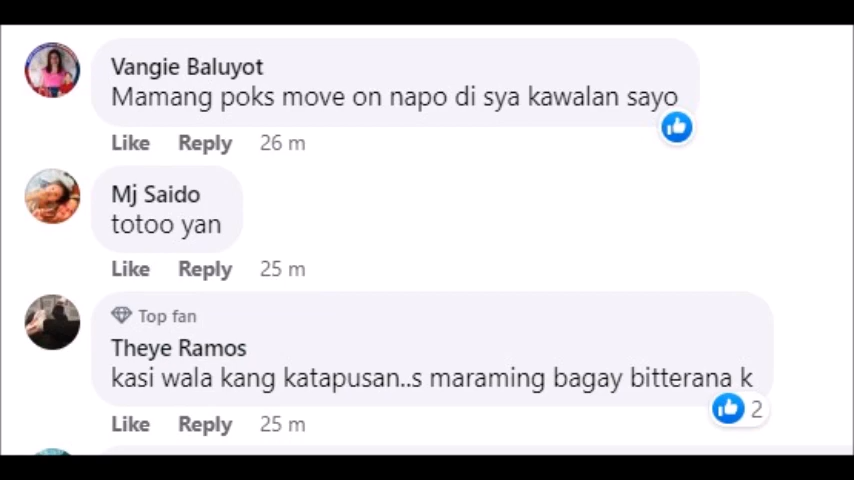 Vangie Baluyot
Mamang poks move on napo di sya kawalan sayo
Like Reply 26 m
Mj Saido
totoo yan
Like Reply 25 m
Top fan
Theye Ramos
kasi wala kang katapusan..s maraming bagay bitterana k
2
Like Reply 25 m